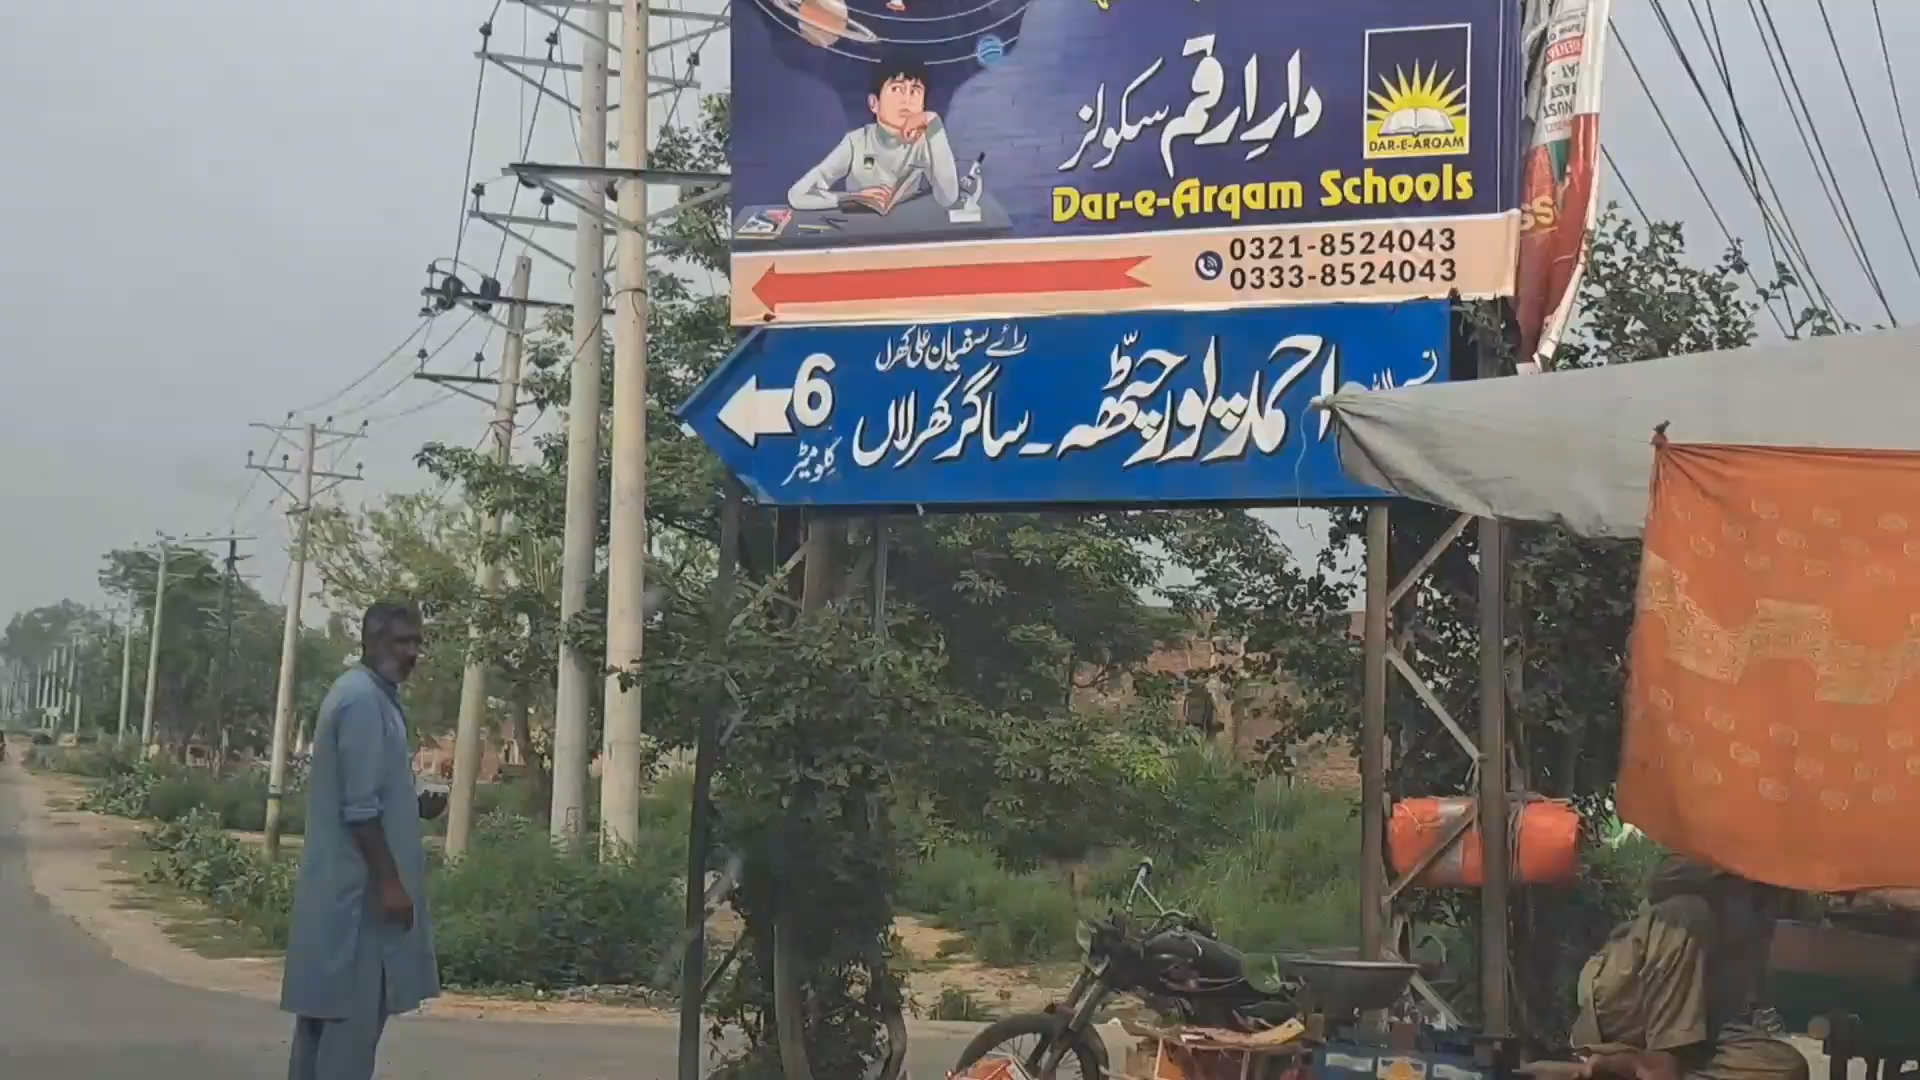 دارِ ارقم سکولز
DAR-E-ARQAM
Dar-e-Arqam Schools
0321-8524043
0333-8524043
رائے سفیان علی کھرل
احمد پور چٹھہ ۔ ساگر کھرلاں
6
کلومیٹر